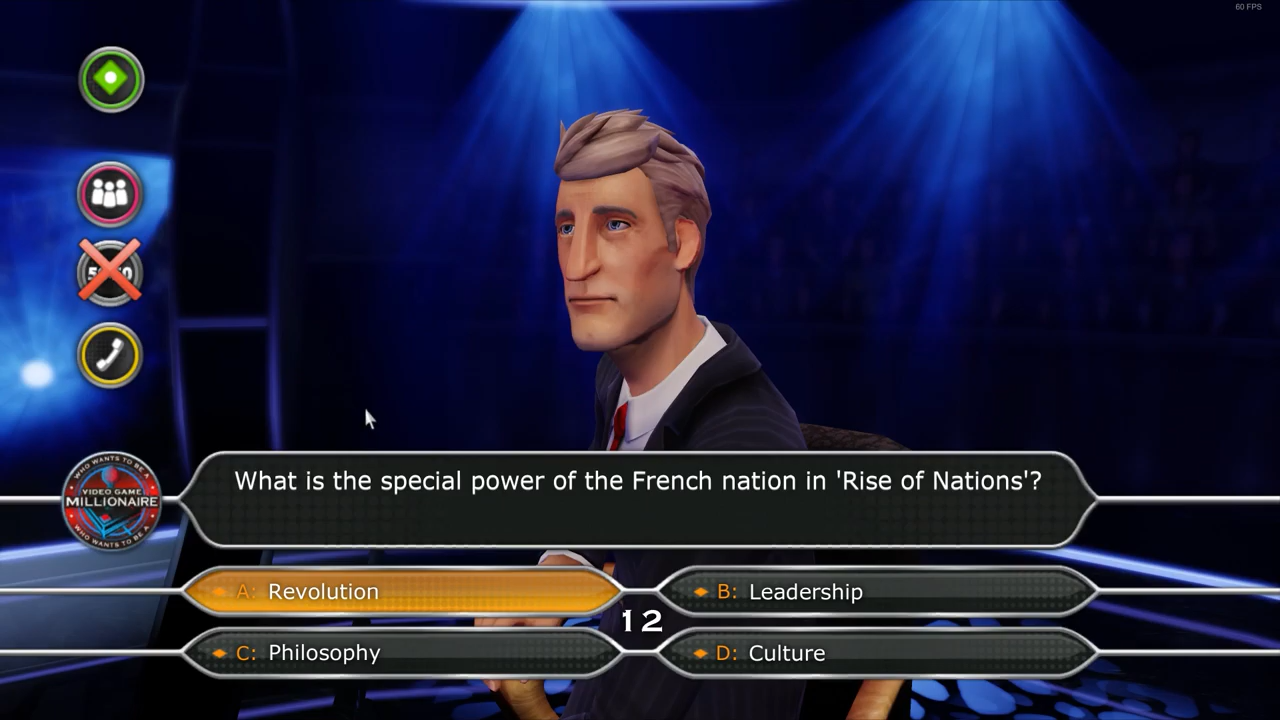 60 FPS
WHO WANTS TO BE A
VIDEO GAME
MILLIONAIRE
WHO WANTS TO BE A
What is the special power of the French nation in 'Rise of Nations'?
A: Revolution
B: Leadership
12
C: Philosophy
D: Culture